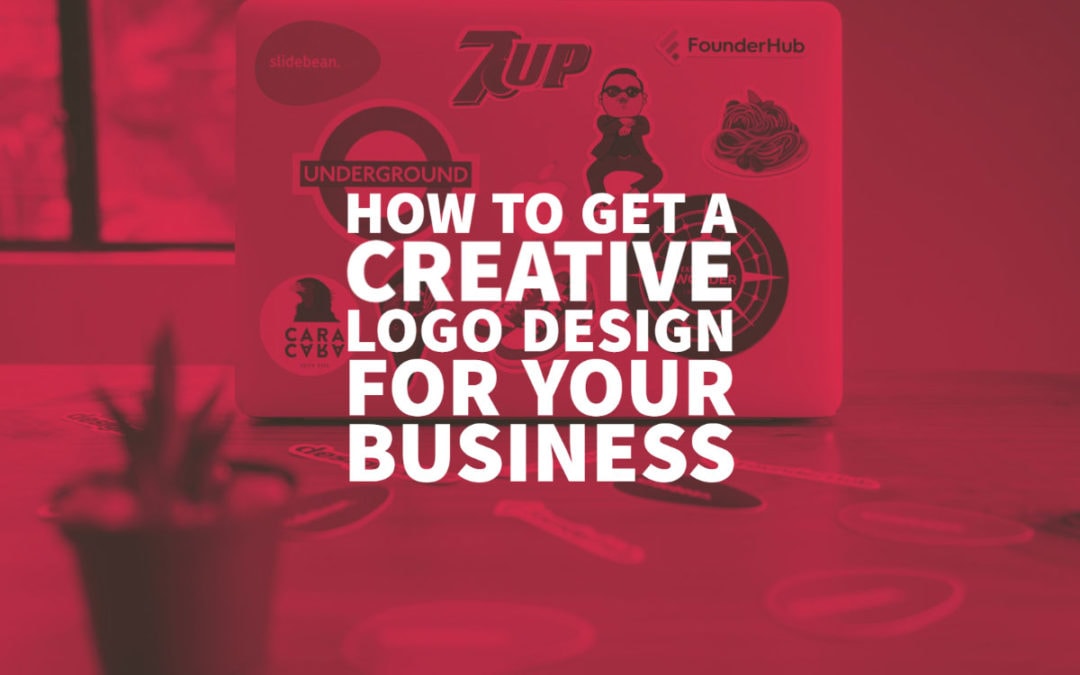 slidebean.
7UP
FounderHub
UNDERGROUND
HOW TO GET A
CREATIVE
LOGO DESIGN
FOR YOUR
BUSINESS
CARA
CARA